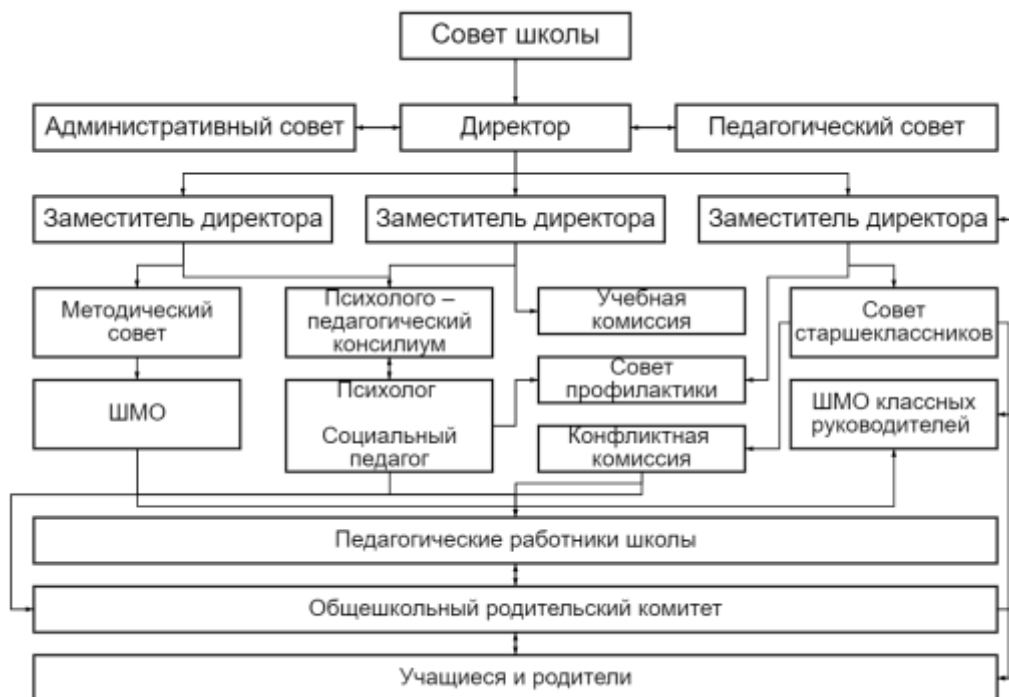 Совет школы
Административный совет
Директор
Педагогический совет
Заместитель директора
Заместитель директора
Заместитель директора
Методический
совет
Психолого –
педагогический
консилиум
Учебная
комиссия
Совет
старшеклассников
ШМО
Психолог
Социальный
педагог
Совет
профилактики
Конфликтная
комиссия
ШМО классных
руководителей
Педагогические работники школы
Общешкольный родительский комитет
Учащиеся и родители